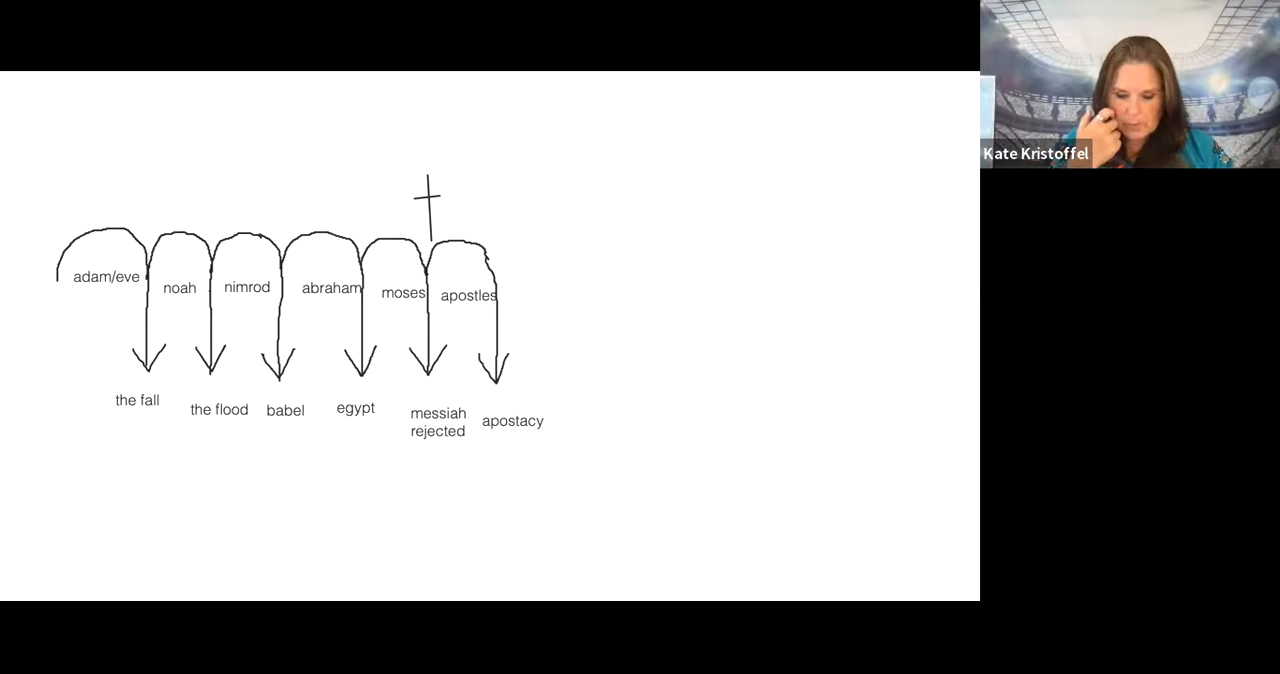 Kate Kristoffel
adam/eve
noah
nimrod
abraham
moses
apostles
the fall
the flood
babel
egypt
messiah
rejected
apostacy